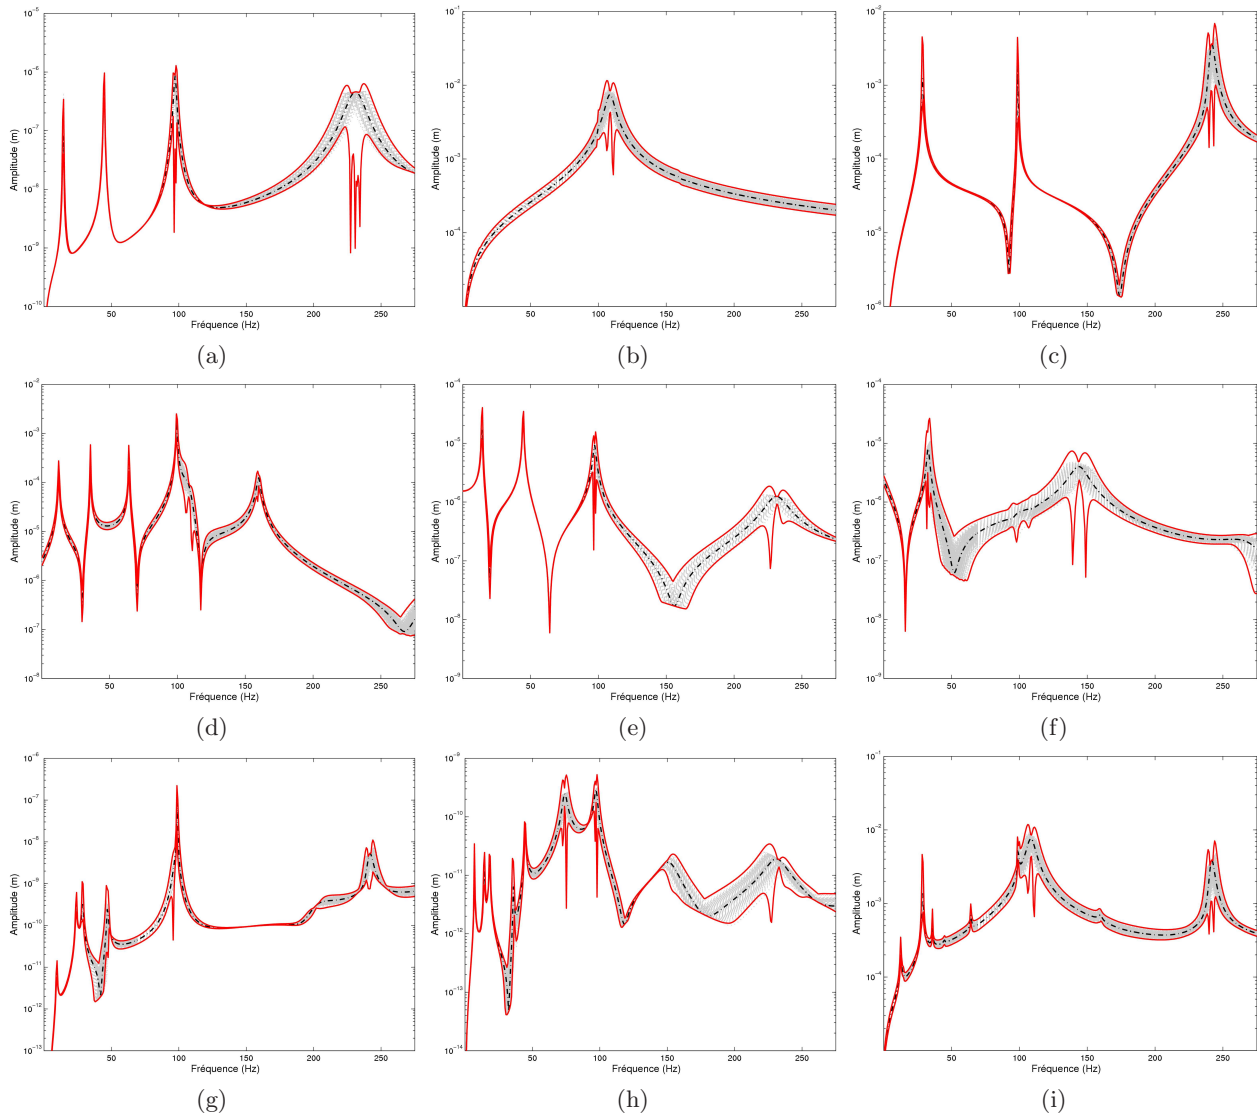 10⁻⁵
10⁻⁶
10⁻⁷
10⁻⁸
10⁻⁹
10⁻¹⁰
Amplitude (m)
50 100 150 200 250
Fréquence (Hz)
(a)
10⁻¹
10⁻²
10⁻³
10⁻⁴
Amplitude (m)
50 100 150 200 250
Fréquence (Hz)
(b)
10⁻²
10⁻³
10⁻⁴
10⁻⁵
10⁻⁶
Amplitude (m)
50 100 150 200 250
Fréquence (Hz)
(c)
10⁻²
10⁻³
10⁻⁴
10⁻⁵
10⁻⁶
10⁻⁷
10⁻⁸
Amplitude (m)
50 100 150 200 250
Fréquence (Hz)
(d)
10⁻⁴
10⁻⁵
10⁻⁶
10⁻⁷
10⁻⁸
10⁻⁹
Amplitude (m)
50 100 150 200 250
Fréquence (Hz)
(e)
10⁻⁴
10⁻⁵
10⁻⁶
10⁻⁷
10⁻⁸
10⁻⁹
Amplitude (m)
50 100 150 200 250
Fréquence (Hz)
(f)
10⁻⁶
10⁻⁷
10⁻⁸
10⁻⁹
10⁻¹⁰
10⁻¹¹
10⁻¹²
10⁻¹³
Amplitude (m)
50 100 150 200 250
Fréquence (Hz)
(g)
10⁻⁹
10⁻¹⁰
10⁻¹¹
10⁻¹²
10⁻¹³
10⁻¹⁴
Amplitude (m)
50 100 150 200 250
Fréquence (Hz)
(h)
10⁻¹
10⁻²
10⁻³
10⁻⁴
Amplitude (m)
50 100 150 200 250
Fréquence (Hz)
(i)